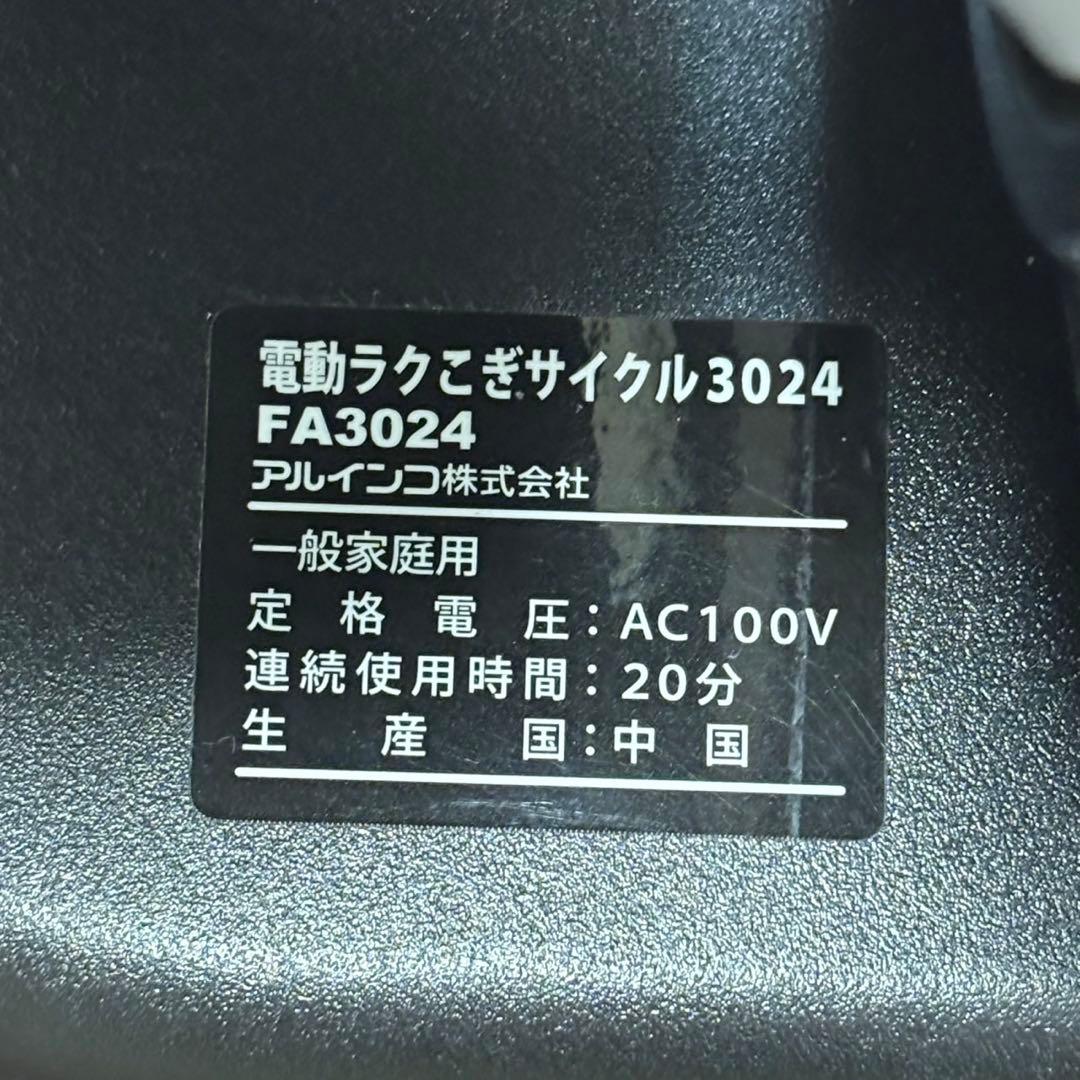 電動ラクこぎサイクル3024
FA3024
アルインコ株式会社
一般家庭用
定格電圧：AC100V
連続使用時間：20分
生産国：中国